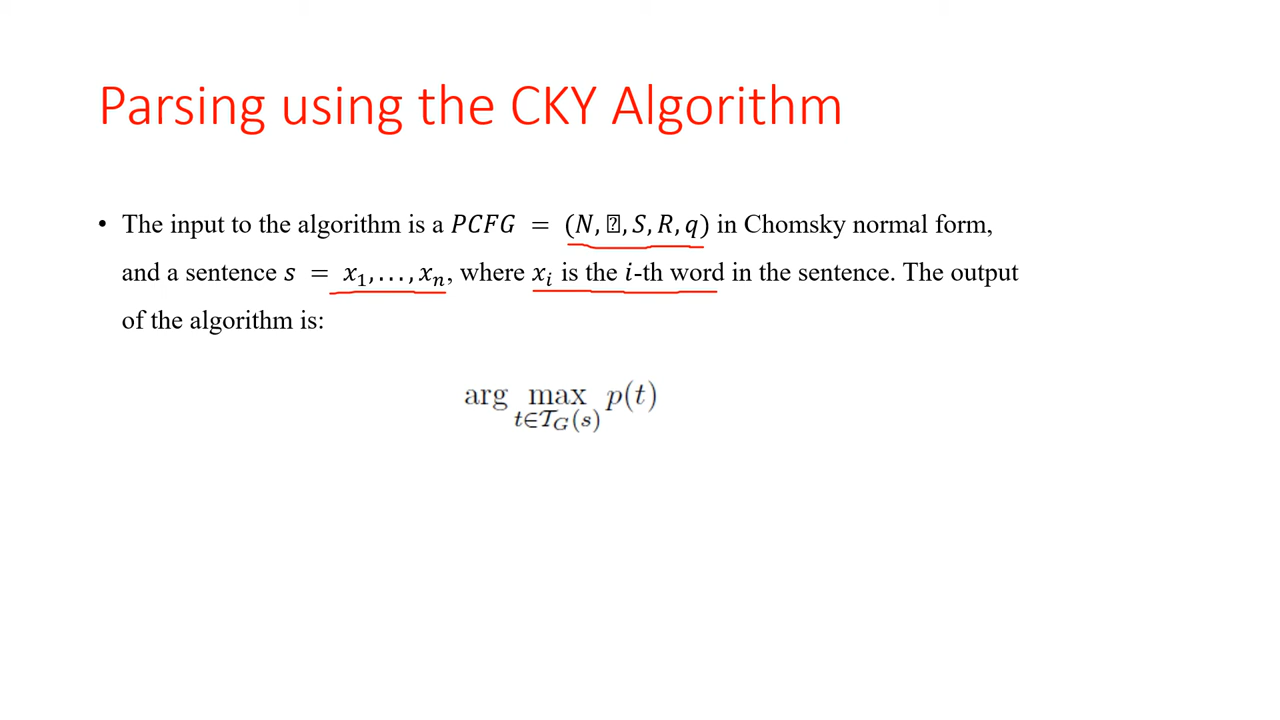 Parsing using the CKY Algorithm
• The input to the algorithm is a PCFG = (N, , S, R, q) in Chomsky normal form,
and a sentence s = x₁, … , xₙ, where xᵢ is the i-th word in the sentence. The output
of the algorithm is:
arg max p(t)
t∈𝒯_G(s)